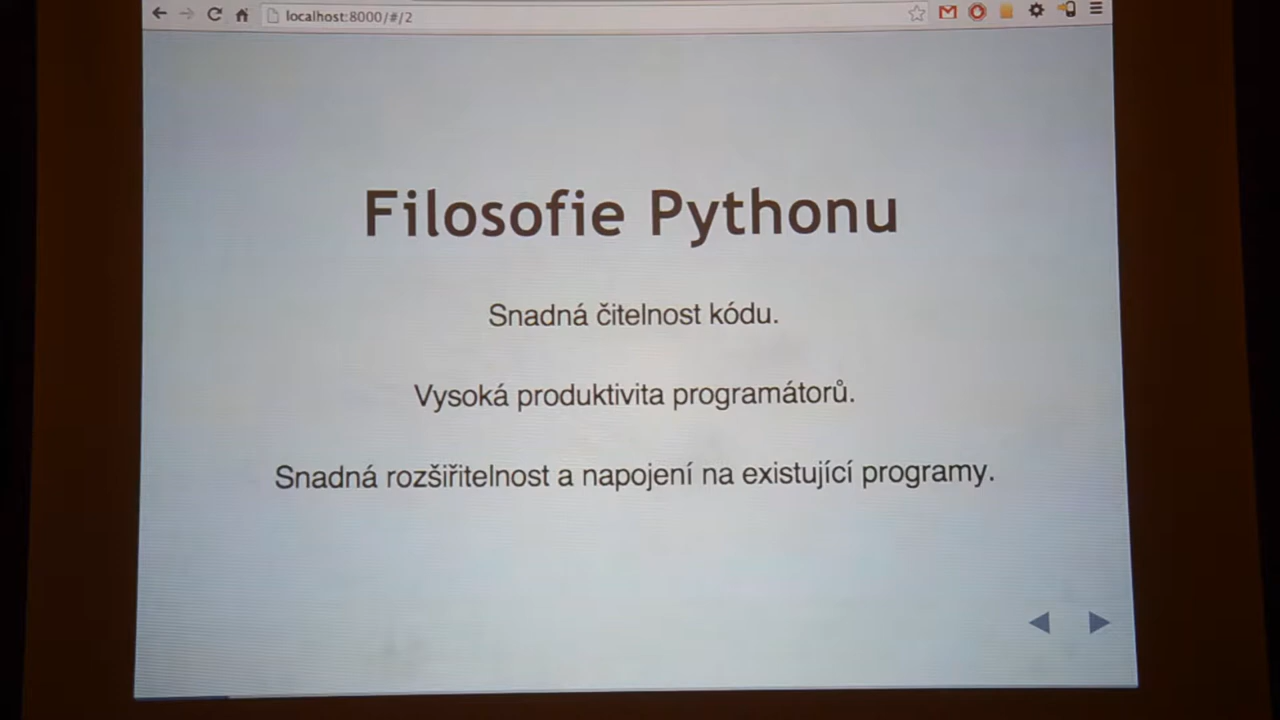 localhost:8000/#/2
Filosofie Pythonu
Snadná čitelnost kódu.
Vysoká produktivita programátorů.
Snadná rozšiřitelnost a napojení na existující programy.